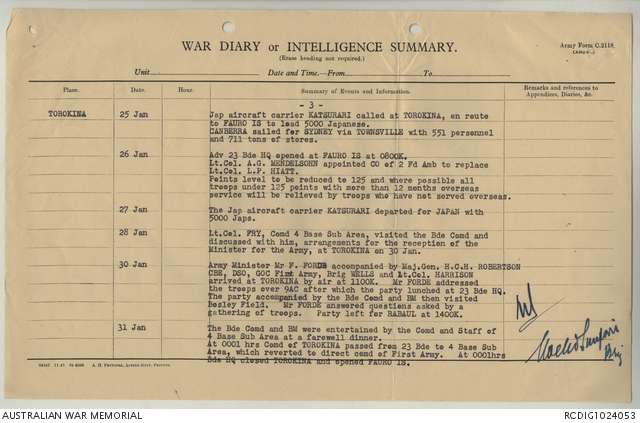 WAR DIARY or INTELLIGENCE SUMMARY.
(Erase heading not required.)
Army Form C.2118.
Unit Date and Time.—From To
Place. Date. Hour. Summary of Events and Information. Remarks and references to Appendices, Diaries, &c.
- 3 -
TOROKINA 25 Jan Jap aircraft carrier KATSURARI called at TOROKINA, en route
to FAURO IS to load 5000 Japanese.
CANBERRA sailed for SYDNEY via TOWNSVILLE with 551 personnel
and 711 tons of stores.
26 Jan Adv 23 Bde HQ opened at FAURO IS at 0800K.
Lt.Col. A.G. MENDELSOHN appointed CO of 2 Fd Amb to replace
Lt.Col. L.P. HIATT.
Points level to be reduced to 125 and where possible all
troops under 125 points with more than 12 months overseas
service will be relieved by troops who have not served overseas.
27 Jan The Jap aircraft carrier KATSURARI departed for JAPAN with
5000 Japs.
28 Jan Lt.Col. FRY, Comd 4 Base Sub Area, visited the Bde Comd and
discussed with him, arrangements for the reception of the
Minister for the Army, at TOROKINA on 30 Jan.
30 Jan Army Minister Mr F. FORDE accompanied by Maj.Gen. H.C.H. ROBERTSON
CBE, DSO, GOC First Army, Brig WELLS and Lt.Col. HARRISON
arrived at TOROKINA by air at 1100K. Mr FORDE addressed
the troops over 9AC after which the party lunched at 23 Bde HQ.
The party accompanied by the Bde Comd and BM then visited
Gesley Field. Mr FORDE answered questions asked by a
gathering of troops. Party left for RABAUL at 1400K.
31 Jan The Bde Comd and BM were entertained by the Comd and Staff of
4 Base Sub Area at a farewell dinner.
At 0001 hrs Comd of TOROKINA passed from 23 Bde to 4 Base Sub
Area, which reverted to direct comd of First Army. At 0001hrs
Bde HQ closed TOROKINA and opened FAURO IS.
Brig
AUSTRALIAN WAR MEMORIAL
RCDIG1024053